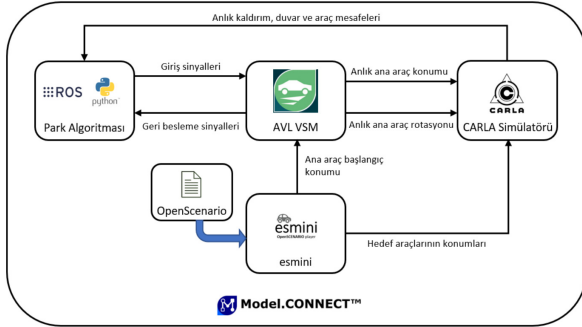 Anlık kaldırım, duvar ve araç mesafeleri
ROS
python
Park Algoritması
Giriş sinyalleri
Geri besleme sinyalleri
AVL VSM
Anlık ana araç konumu
Anlık ana araç rotasyonu
CARLA
CARLA Simülatörü
Ana araç başlangıç
konumu
OpenScenario
esmini
OpenSCENARIO player
esmini
Hedef araçlarının konumları
Model.CONNECT™